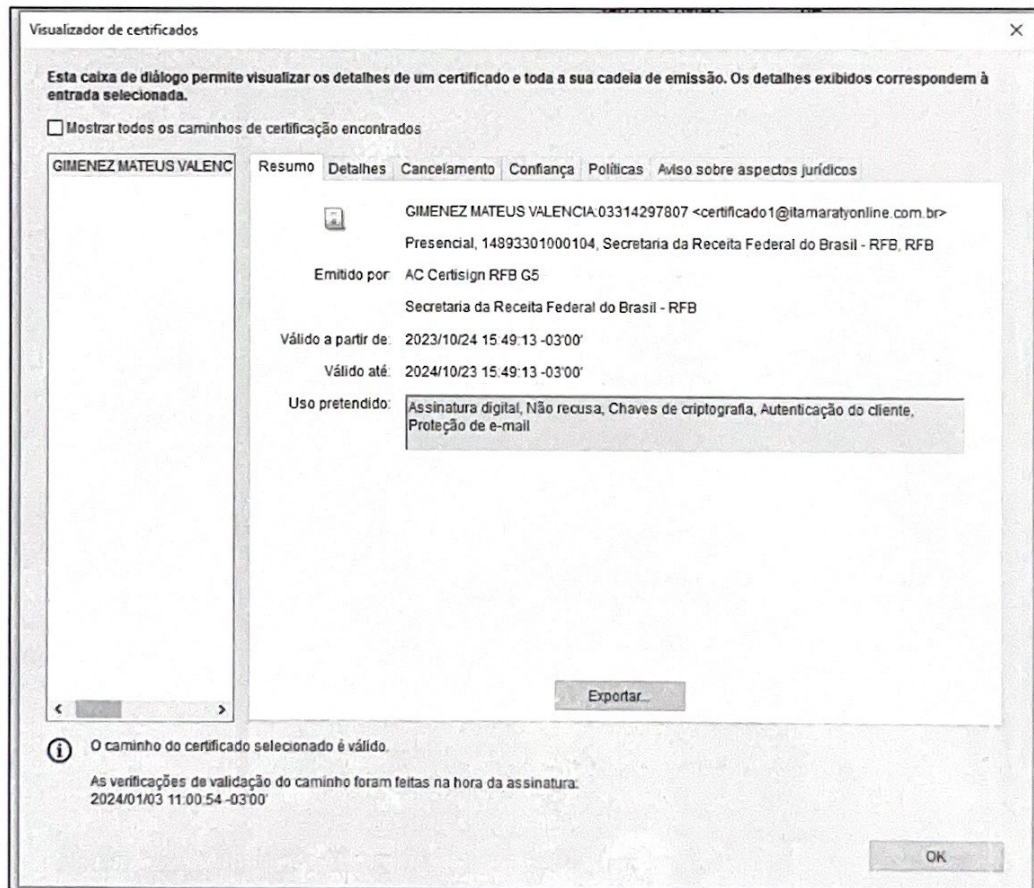 Visualizador de certificados
Esta caixa de diálogo permite visualizar os detalhes de um certificado e toda a sua cadeia de emissão. Os detalhes exibidos correspondem à
entrada selecionada.
Mostrar todos os caminhos de certificação encontrados
GIMENEZ MATEUS VALENC
Resumo Detalhes Cancelamento Confiança Políticas Aviso sobre aspectos jurídicos
GIMENEZ MATEUS VALENCIA:03314297807 <certificado1@itamaratyonline.com.br>
Presencial, 14893301000104, Secretaria da Receita Federal do Brasil - RFB, RFB
Emitido por: AC Certisign RFB G5
Secretaria da Receita Federal do Brasil - RFB
Válido a partir de: 2023/10/24 15:49:13 -03'00'
Válido até: 2024/10/23 15:49:13 -03'00'
Uso pretendido: Assinatura digital, Não recusa, Chaves de criptografia, Autenticação do cliente,
Proteção de e-mail
Exportar...
O caminho do certificado selecionado é válido.
As verificações de validação do caminho foram feitas na hora da assinatura:
2024/01/03 11:00:54 -03'00'
OK